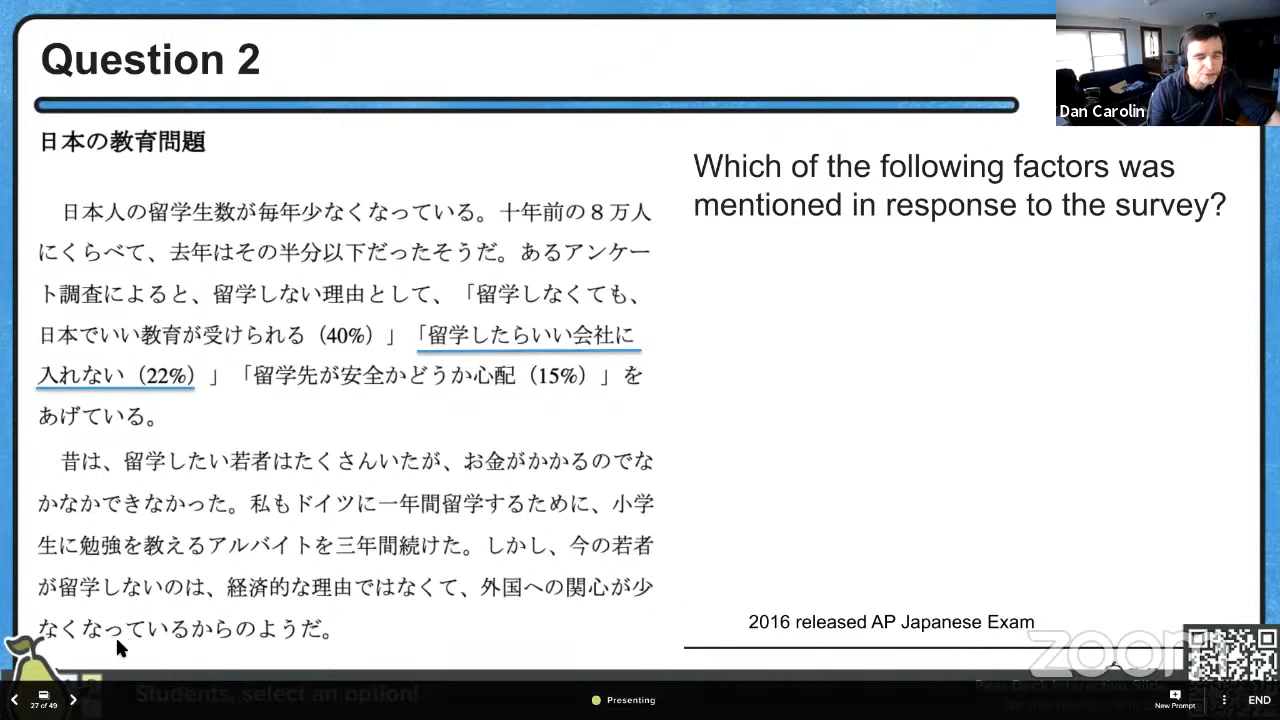 Question 2
Dan Carolin
日本の教育問題
Which of the following factors was
mentioned in response to the survey?
日本人の留学生数が毎年少なくなっている。十年前の８万人
にくらべて、去年はその半分以下だったそうだ。あるアンケー
ト調査によると、留学しない理由として、「留学しなくても、
日本でいい教育が受けられる（40%）」「留学したらいい会社に
入れない（22%）」「留学先が安全かどうか心配（15%）」を
あげている。
昔は、留学したい若者はたくさんいたが、お金がかかるのでな
かなかできなかった。私もドイツに一年間留学するために、小学
生に勉強を教えるアルバイトを三年間続けた。しかし、今の若者
が留学しないのは、経済的な理由ではなくて、外国への関心が少
なくなっているからのようだ。
2016 released AP Japanese Exam
zoom
Students, select an option!
27 of 49
Presenting
New Prompt
END